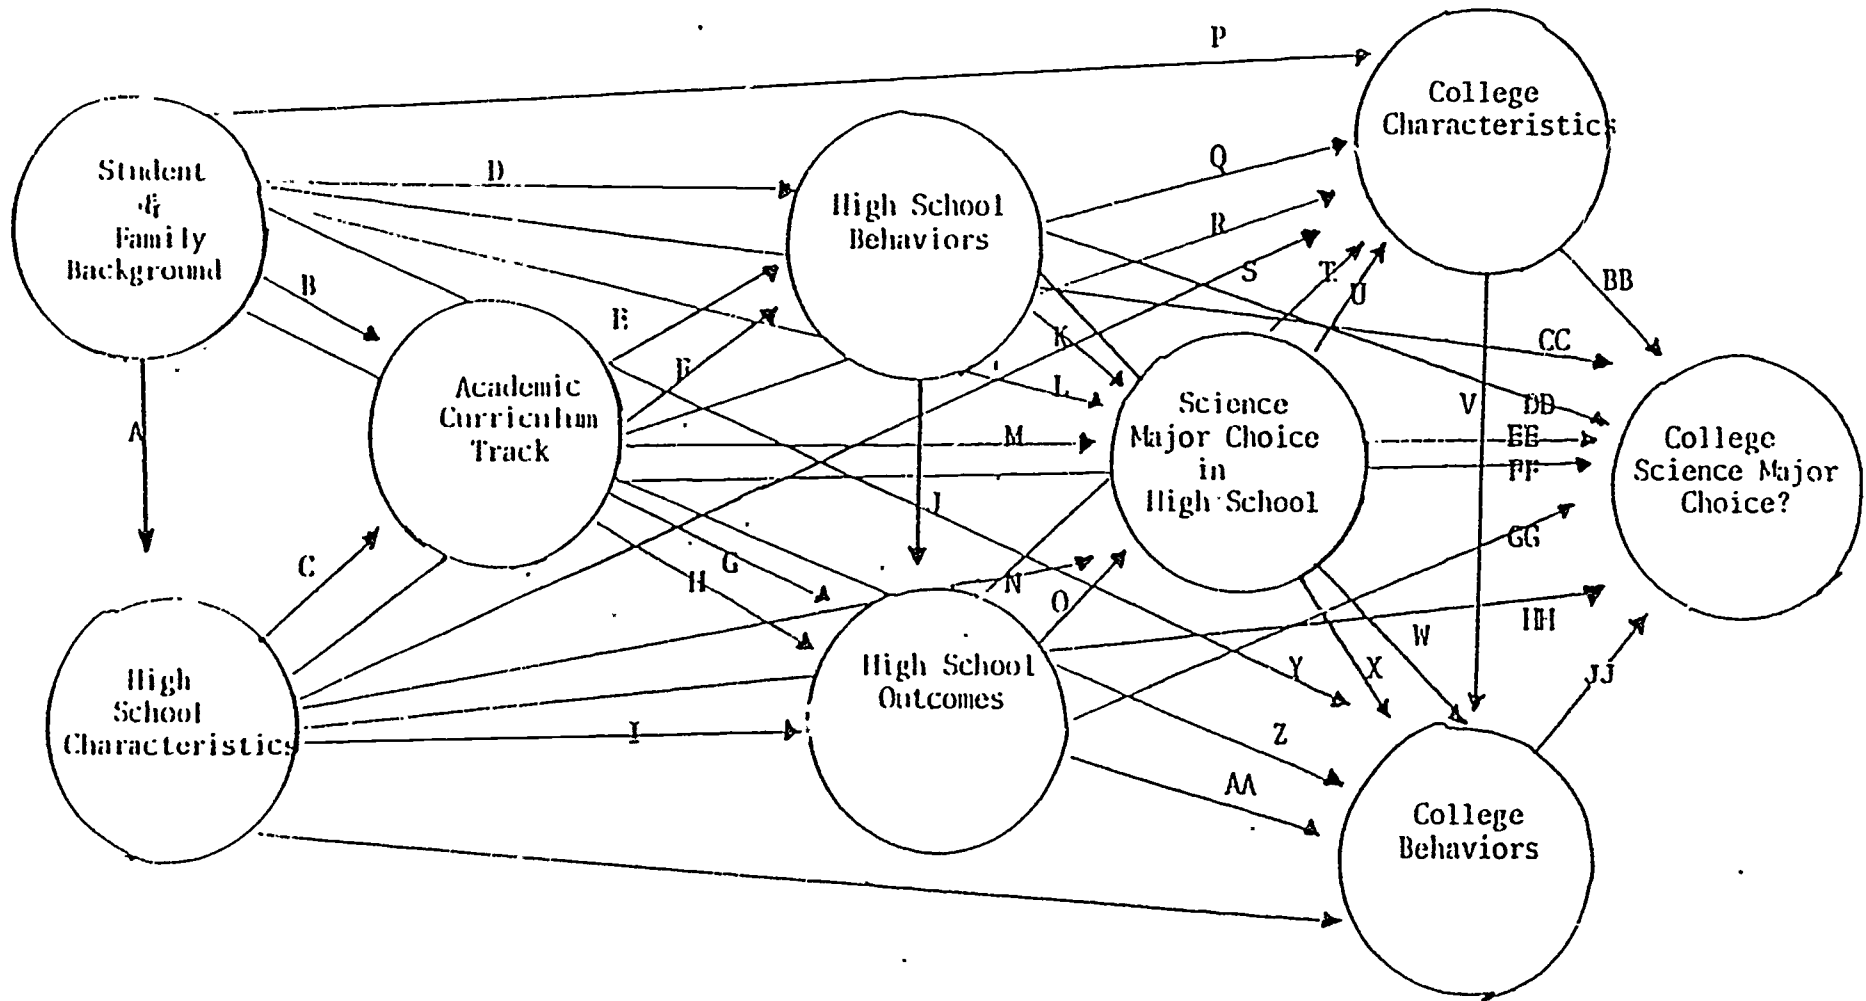 P
College
Characteristics
Student
&
Family
Background
D
High School
Behaviors
Q
R
S
T
U
BB
B
E
F
K
L
CC
V
DD
EE
FF
A
Academic
Curriculum
Track
M
Science
Major Choice
in
High School
College
Science Major
Choice?
J
GG
C
G
H
N
O
HH
W
X
Y
JJ
High
School
Characteristics
High School
Outcomes
I
Z
AA
College
Behaviors